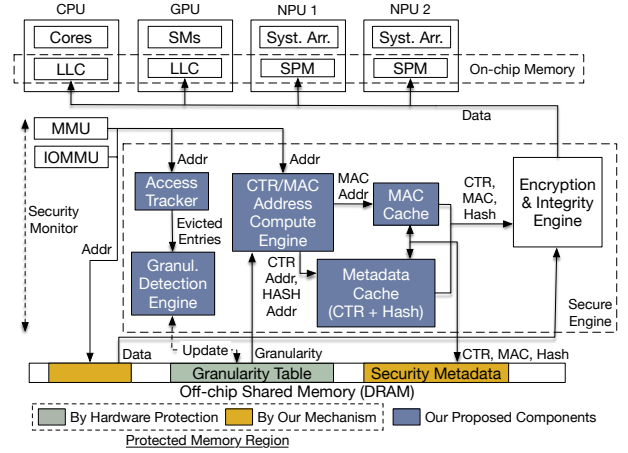 CPU
GPU
NPU 1
NPU 2
Cores
SMs
Syst. Arr.
Syst. Arr.
LLC
LLC
SPM
SPM
On-chip Memory
Data
MMU
IOMMU
Security
Monitor
Addr
Addr
Addr
Access
Tracker
Evicted
Entries
Granul.
Detection
Engine
CTR/MAC
Address
Compute
Engine
MAC
Addr
MAC
Cache
CTR,
MAC,
Hash
Encryption
& Integrity
Engine
CTR
Addr,
HASH
Addr
Metadata
Cache
(CTR + Hash)
Secure
Engine
Data
Update
Granularity
CTR, MAC, Hash
Granularity Table
Security Metadata
Off-chip Shared Memory (DRAM)
By Hardware Protection
By Our Mechanism
Our Proposed Components
Protected Memory Region